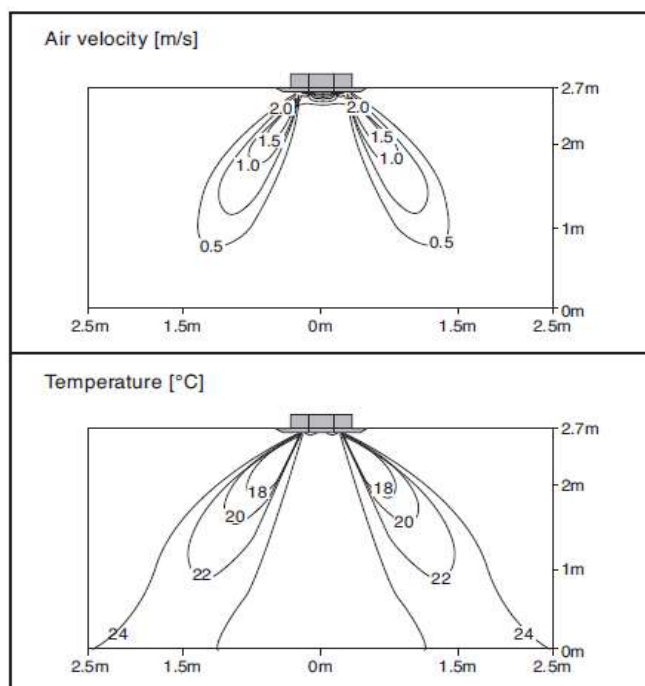 Air velocity [m/s]
2.7m
2.0 2.0
2m
1.5 1.5
1.0 1.0
1m
0.5 0.5
0m
2.5m 1.5m 0m 1.5m 2.5m
Temperature [°C]
2.7m
18 18
2m
20 20
22 22
1m
24 24
0m
2.5m 1.5m 0m 1.5m 2.5m